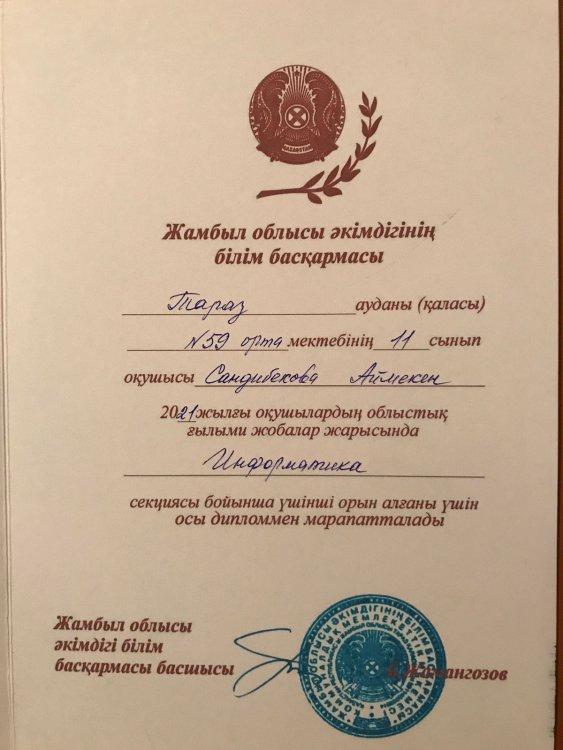 QAZAQSTAN
Жамбыл облысы әкімдігінің
білім басқармасы
Тараз ауданы (қаласы)
№59 орта мектебінің 11 сынып
оқушысы Сандибекова Аймекен
2021 жылғы оқушылардың облыстық
ғылыми жобалар жарысында
Информатика
секциясы бойынша үшінші орын алғаны үшін
осы дипломмен марапатталады
Жамбыл облысы
әкімдігі білім
басқармасы басшысы